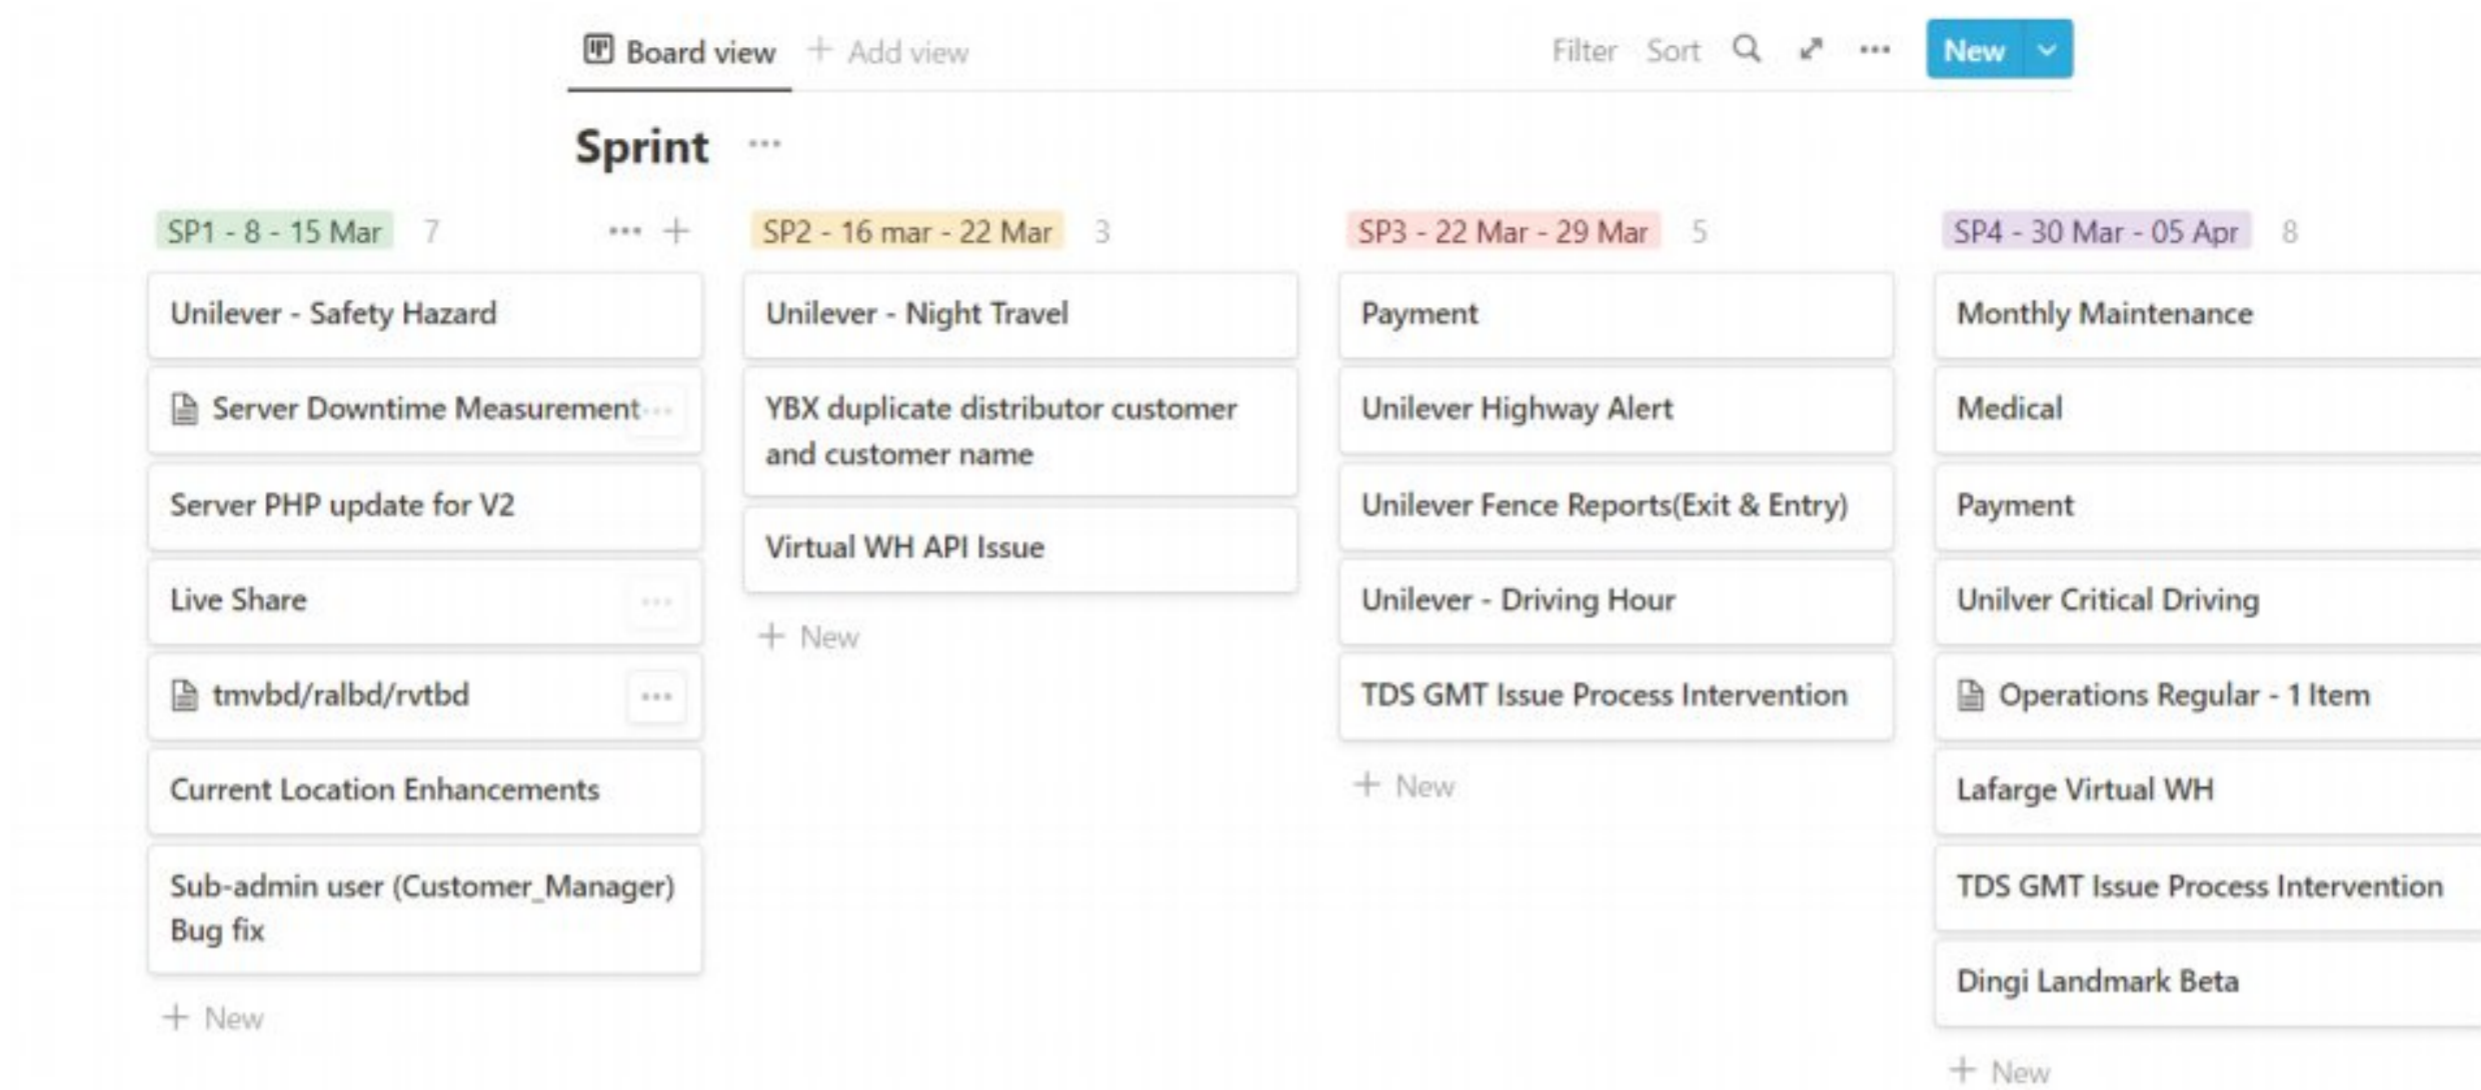 Board view + Add view Filter Sort New
Sprint ...
SP1 - 8 - 15 Mar 7 ... +
Unilever - Safety Hazard
Server Downtime Measurement
Server PHP update for V2
Live Share
tmvbd/ralbd/rvtbd
Current Location Enhancements
Sub-admin user (Customer_Manager)
Bug fix
+ New
SP2 - 16 mar - 22 Mar 3
Unilever - Night Travel
YBX duplicate distributor customer
and customer name
Virtual WH API Issue
+ New
SP3 - 22 Mar - 29 Mar 5
Payment
Unilever Highway Alert
Unilever Fence Reports(Exit & Entry)
Unilever - Driving Hour
TDS GMT Issue Process Intervention
+ New
SP4 - 30 Mar - 05 Apr 8
Monthly Maintenance
Medical
Payment
Unilver Critical Driving
Operations Regular - 1 Item
Lafarge Virtual WH
TDS GMT Issue Process Intervention
Dingi Landmark Beta
+ New